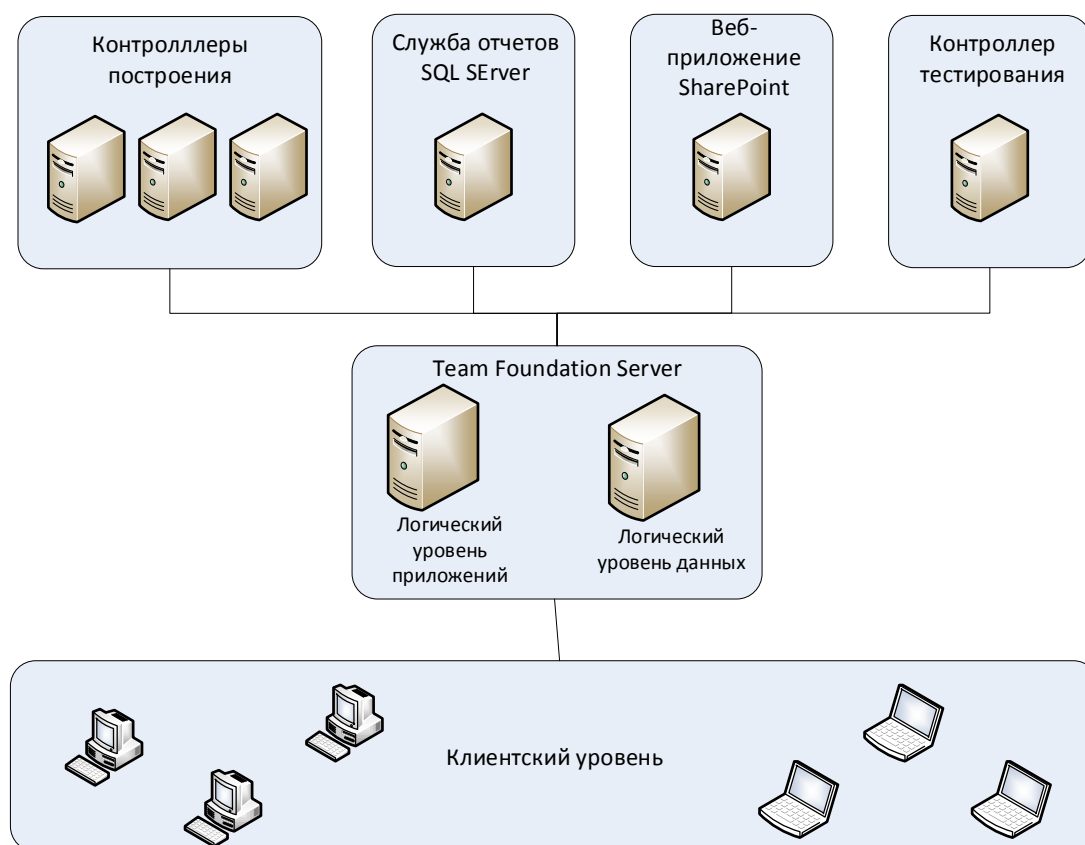 Контролллеры
построения
Служба отчетов
SQL SErver
Веб-
приложение
SharePoint
Контроллер
тестирования
Team Foundation Server
Логический
уровень
приложений
Логический
уровень данных
Клиентский уровень